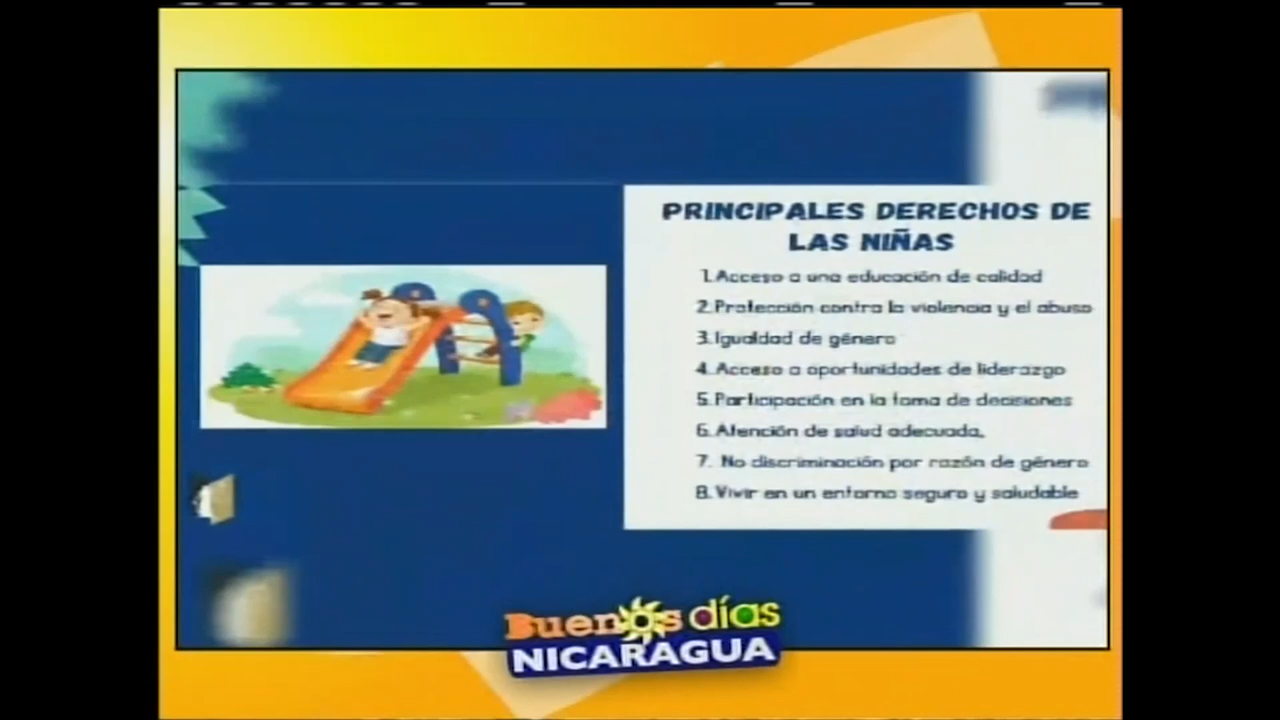 PRINCIPALES DERECHOS DE
LAS NIÑAS
1. Acceso a una educación de calidad
2. Protección contra la violencia y el abuso
3. Igualdad de género
4. Acceso a oportunidades de liderazgo
5. Participación en la toma de decisiones
6. Atención de salud adecuada,
7. No discriminación por razón de género
8. Vivir en un entorno seguro y saludable
Buenos días
NICARAGUA